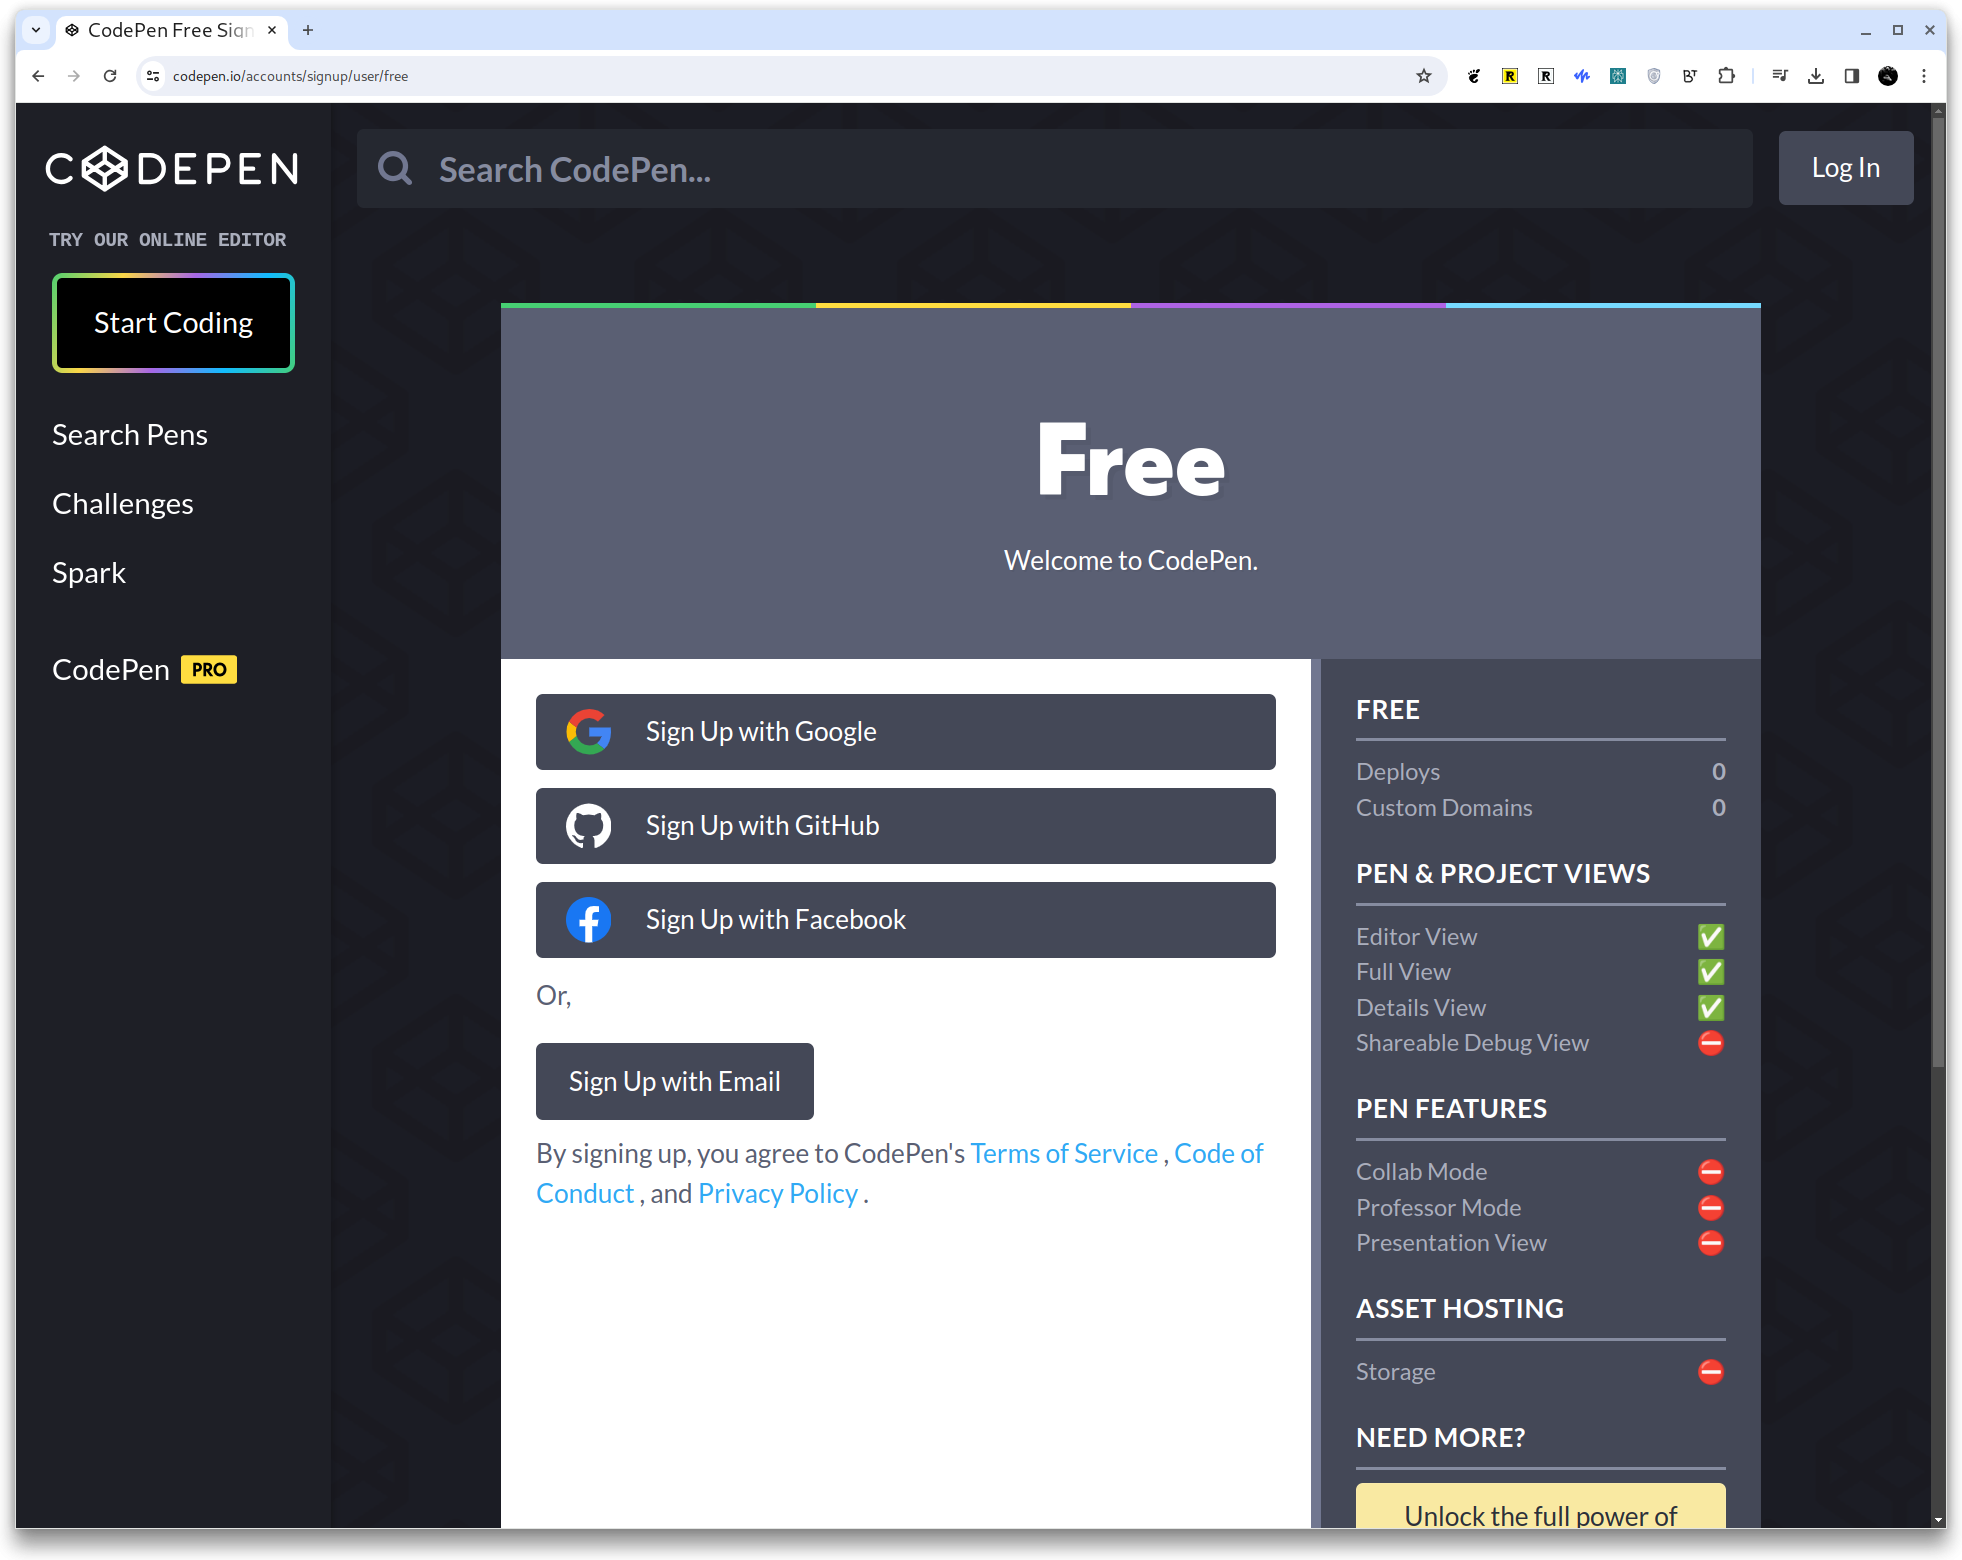 CodePen Free Sign
codepen.io/accounts/signup/user/free
CODEPEN
Search CodePen...
Log In
TRY OUR ONLINE EDITOR
Start Coding
Search Pens
Challenges
Spark
CodePen PRO
Free
Welcome to CodePen.
Sign Up with Google
Sign Up with GitHub
Sign Up with Facebook
Or,
Sign Up with Email
By signing up, you agree to CodePen's Terms of Service , Code of
Conduct , and Privacy Policy .
FREE
Deploys 0
Custom Domains 0
PEN & PROJECT VIEWS
Editor View ✅
Full View ✅
Details View ✅
Shareable Debug View ⛔
PEN FEATURES
Collab Mode ⛔
Professor Mode ⛔
Presentation View ⛔
ASSET HOSTING
Storage ⛔
NEED MORE?
Unlock the full power of